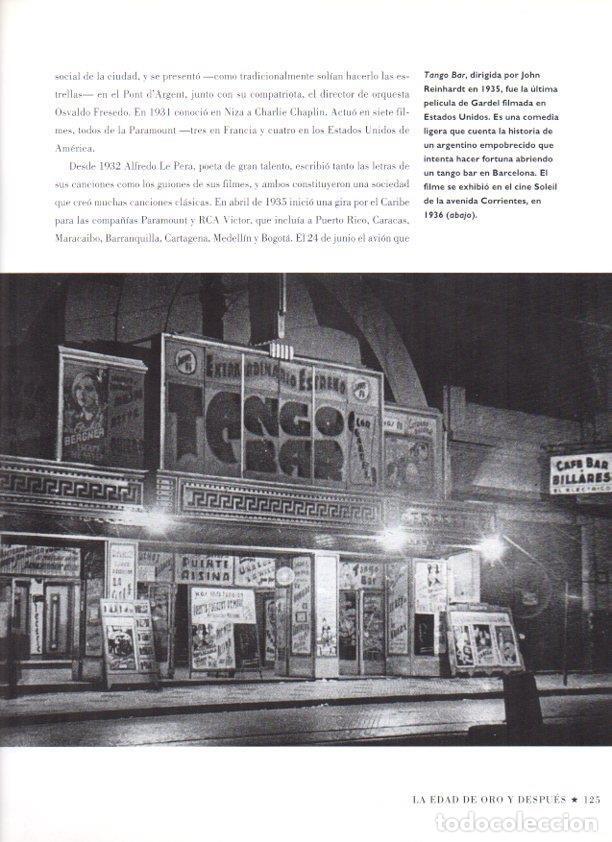 social de la ciudad, y se presentó —como tradicionalmente solían hacerlo las es-
trellas— en el Pont d'Argent, junto con su compatriota, el director de orquesta
Osvaldo Fresedo. En 1931 conoció en Niza a Charlie Chaplin. Actuó en siete fil-
mes, todos de la Paramount —tres en Francia y cuatro en los Estados Unidos de
América.
Desde 1932 Alfredo Le Pera, poeta de gran talento, escribió tanto las letras de
sus canciones como los guiones de sus filmes, y ambos constituyeron una sociedad
que creó muchas canciones clásicas. En abril de 1935 inició una gira por el Caribe
para las compañías Paramount y RCA Victor, que incluía a Puerto Rico, Caracas,
Maracaibo, Barranquilla, Cartagena, Medellín y Bogotá. El 24 de junio el avión que
Tango Bar, dirigida por John
Reinhardt en 1935, fue la última
película de Gardel filmada en
Estados Unidos. Es una comedia
ligera que cuenta la historia de
un argentino empobrecido que
intenta hacer fortuna abriendo
un tango bar en Barcelona. El
filme se exhibió en el cine Soleil
de la avenida Corrientes, en
1936 (abajo).
EXTRAORDINARIO ESTRENO
TANGO
BAR
BERGNER
CAFE BAR
BILLARES
EL ELECTRICO
TANGO
BAR
LA EDAD DE ORO Y DESPUÉS ★ 125
todocoleccion